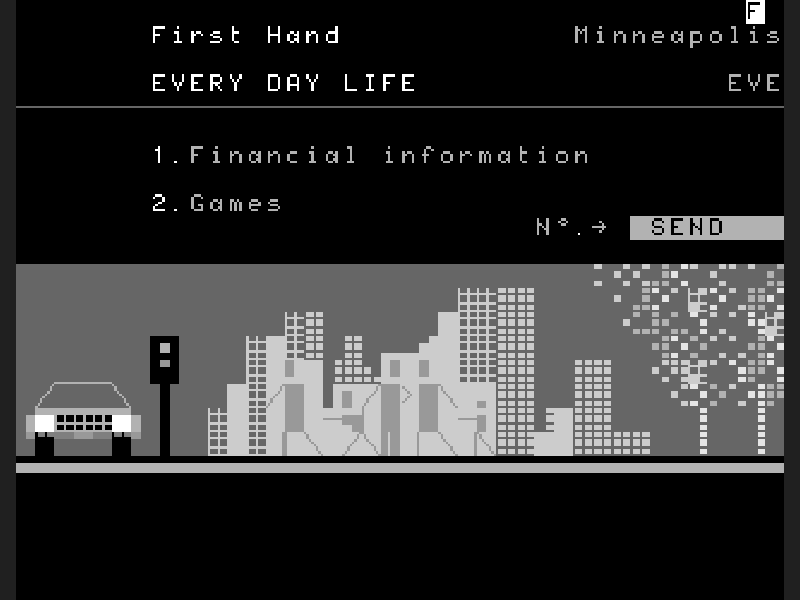 F
First Hand Minneapolis
EVERY DAY LIFE EVE
1.Financial information
2.Games
N°.→ SEND